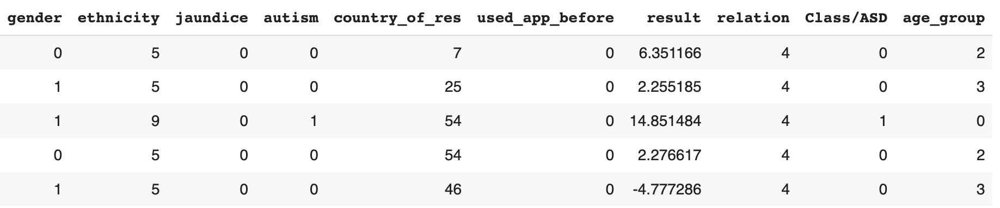 gender ethnicity jaundice autism country_of_res used_app_before result relation Class/ASD age_group
0 5 0 0 7 0 6.351166 4 0 2
1 5 0 0 25 0 2.255185 4 0 3
1 9 0 1 54 0 14.851484 4 1 0
0 5 0 0 54 0 2.276617 4 0 2
1 5 0 0 46 0 -4.777286 4 0 3